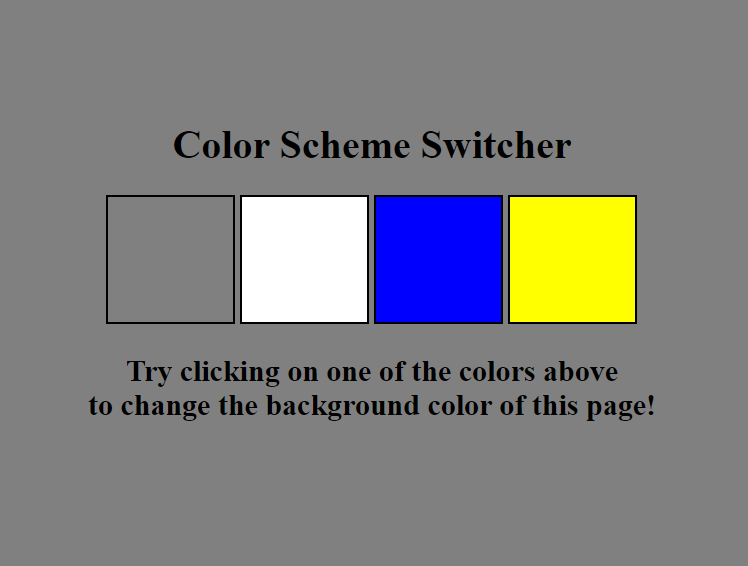 Color Scheme Switcher
Try clicking on one of the colors above
to change the background color of this page!